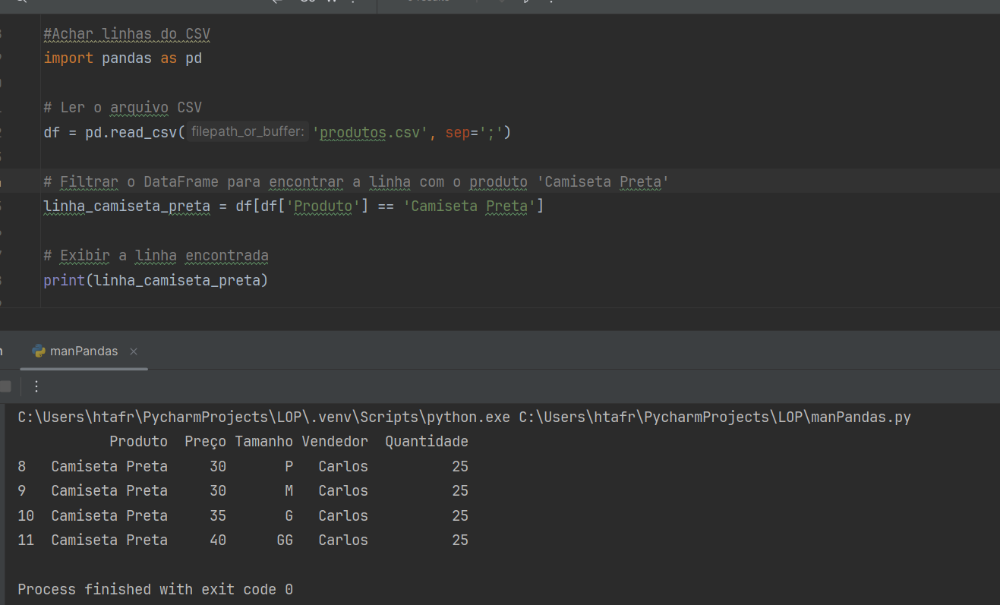 #Achar linhas do CSV
import pandas as pd
# Ler o arquivo CSV
df = pd.read_csv( filepath_or_buffer: 'produtos.csv', sep=';')
# Filtrar o DataFrame para encontrar a linha com o produto 'Camiseta Preta'
linha_camiseta_preta = df[df['Produto'] == 'Camiseta Preta']
# Exibir a linha encontrada
print(linha_camiseta_preta)
manPandas
C:\Users\htafr\PycharmProjects\LOP\.venv\Scripts\python.exe C:\Users\htafr\PycharmProjects\LOP\manPandas.py
Produto Preço Tamanho Vendedor Quantidade
8 Camiseta Preta 30 P Carlos 25
9 Camiseta Preta 30 M Carlos 25
10 Camiseta Preta 35 G Carlos 25
11 Camiseta Preta 40 GG Carlos 25
Process finished with exit code 0